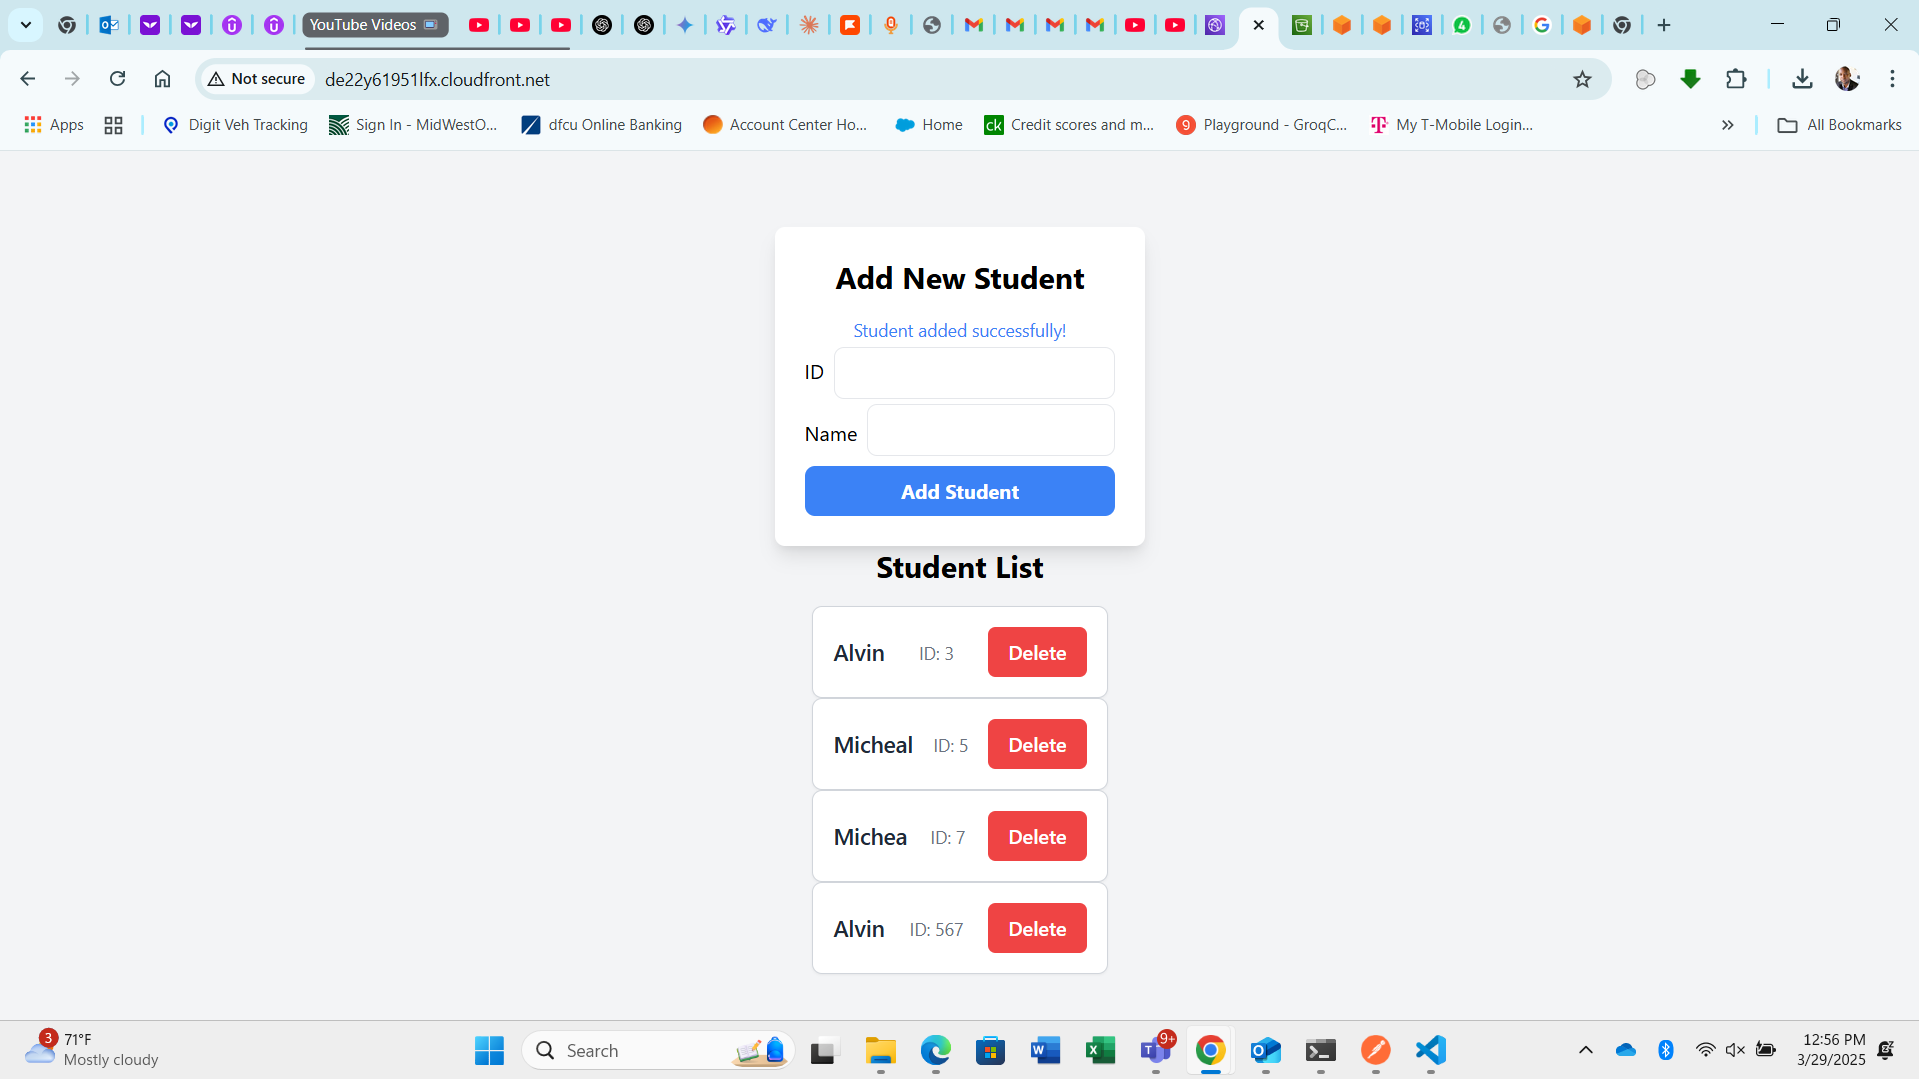 YouTube Videos
Not secure
de22y61951lfx.cloudfront.net
Apps
Digit Veh Tracking
Sign In - MidWestO...
dfcu Online Banking
Account Center Ho...
Home
ck
Credit scores and m...
9
Playground - GroqC...
My T-Mobile Login...
All Bookmarks
Add New Student
Student added successfully!
ID
Name
Add Student
Student List
Alvin ID: 3 Delete
Micheal ID: 5 Delete
Michea ID: 7 Delete
Alvin ID: 567 Delete
3
71°F
Mostly cloudy
Search
9+
12:56 PM
3/29/2025